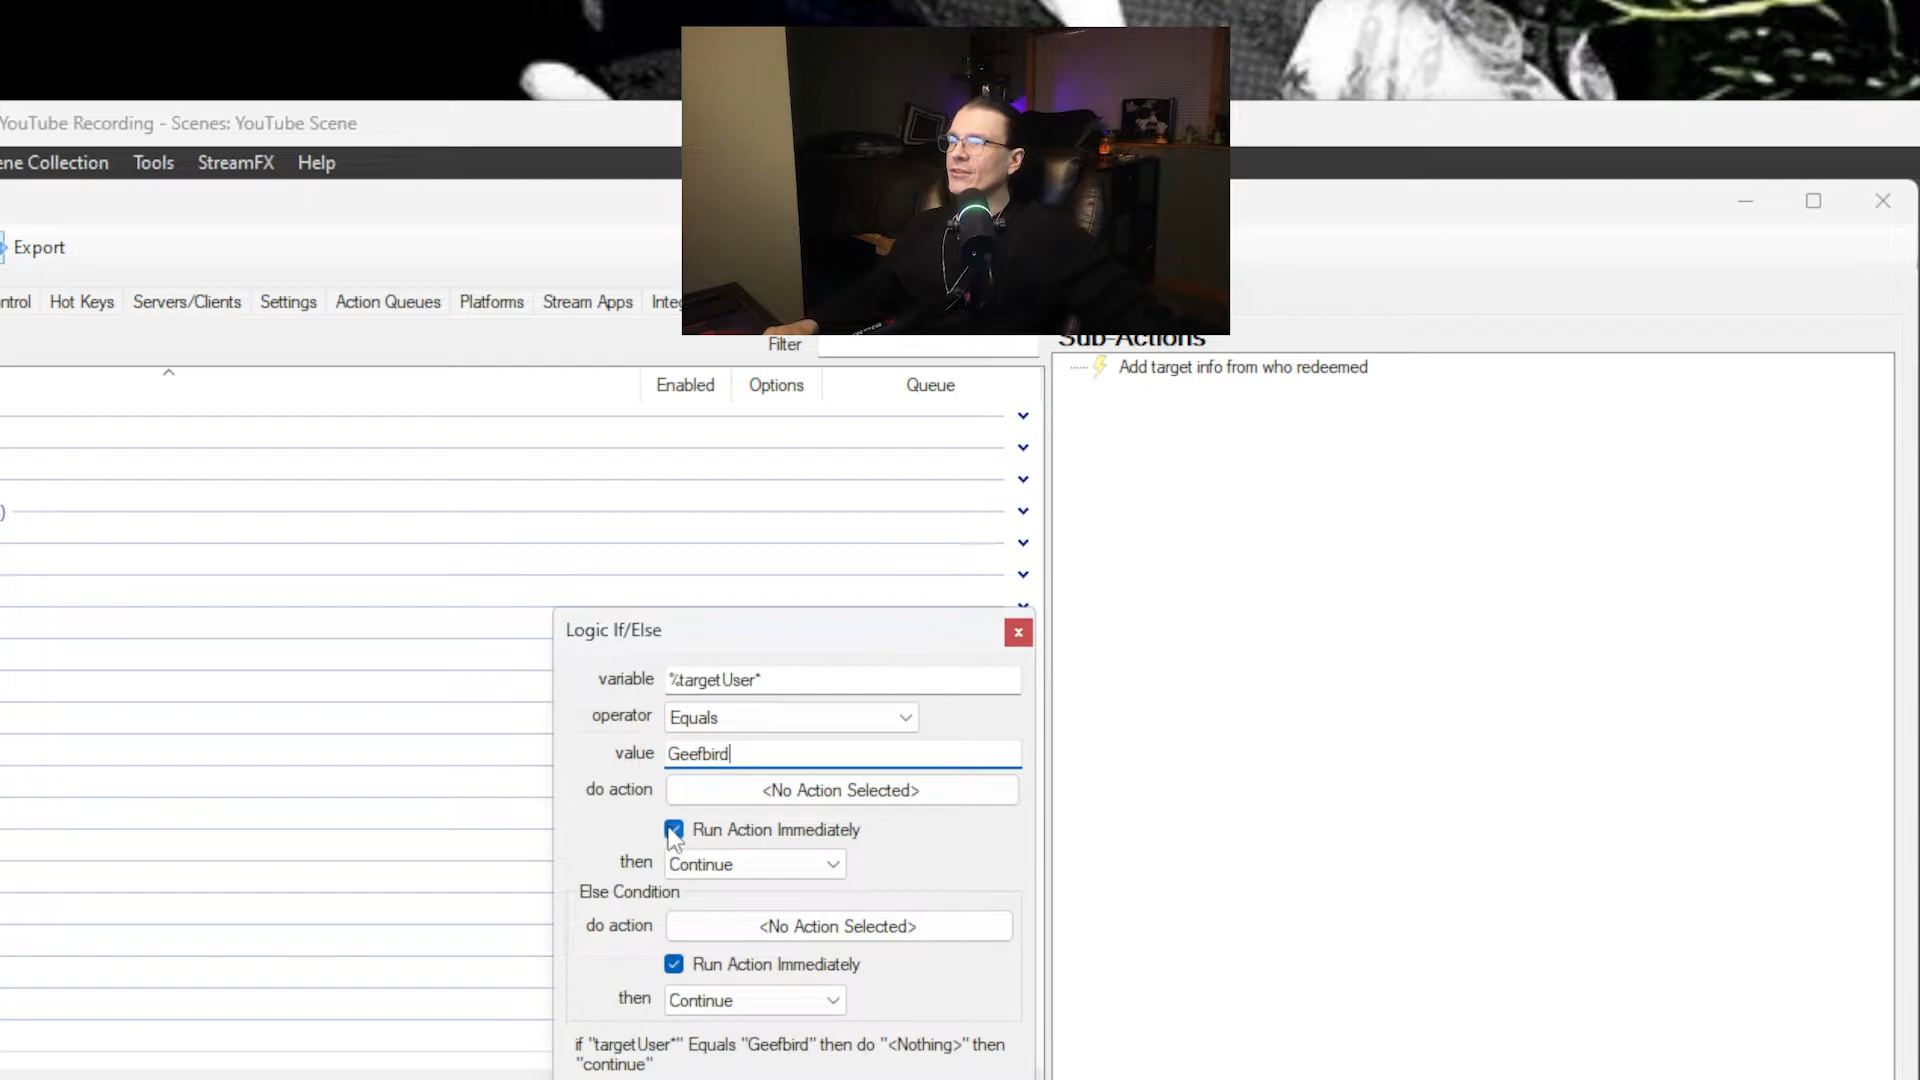 YouTube Recording - Scenes: YouTube Scene
ene Collection Tools StreamFX Help
Export
ntrol Hot Keys Servers/Clients Settings Action Queues Platforms Stream Apps Integ
Filter
Sub-Actions
Add target info from who redeemed
Enabled Options Queue
)
Logic If/Else
x
variable %targetUser*
operator Equals
value Geefbird
do action <No Action Selected>
Run Action Immediately
then Continue
Else Condition
do action <No Action Selected>
Run Action Immediately
then Continue
if "targetUser*" Equals "Geefbird" then do "<Nothing>" then
"continue"